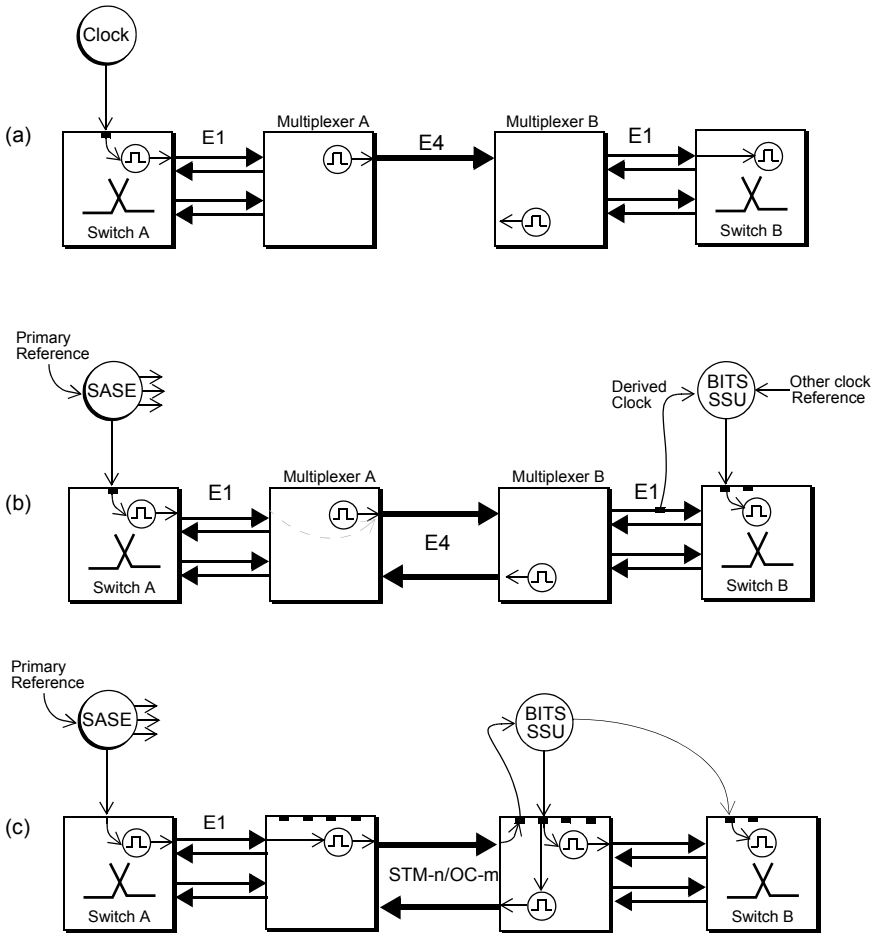 Clock
(a)
E1
Multiplexer A
E4
Multiplexer B
E1
Switch A
Switch B
Primary
Reference
SASE
Derived
Clock
BITS
SSU
Other clock
Reference
(b)
E1
Multiplexer A
E4
Multiplexer B
E1
Switch A
Switch B
Primary
Reference
SASE
BITS
SSU
(c)
E1
STM-n/OC-m
Switch A
Switch B